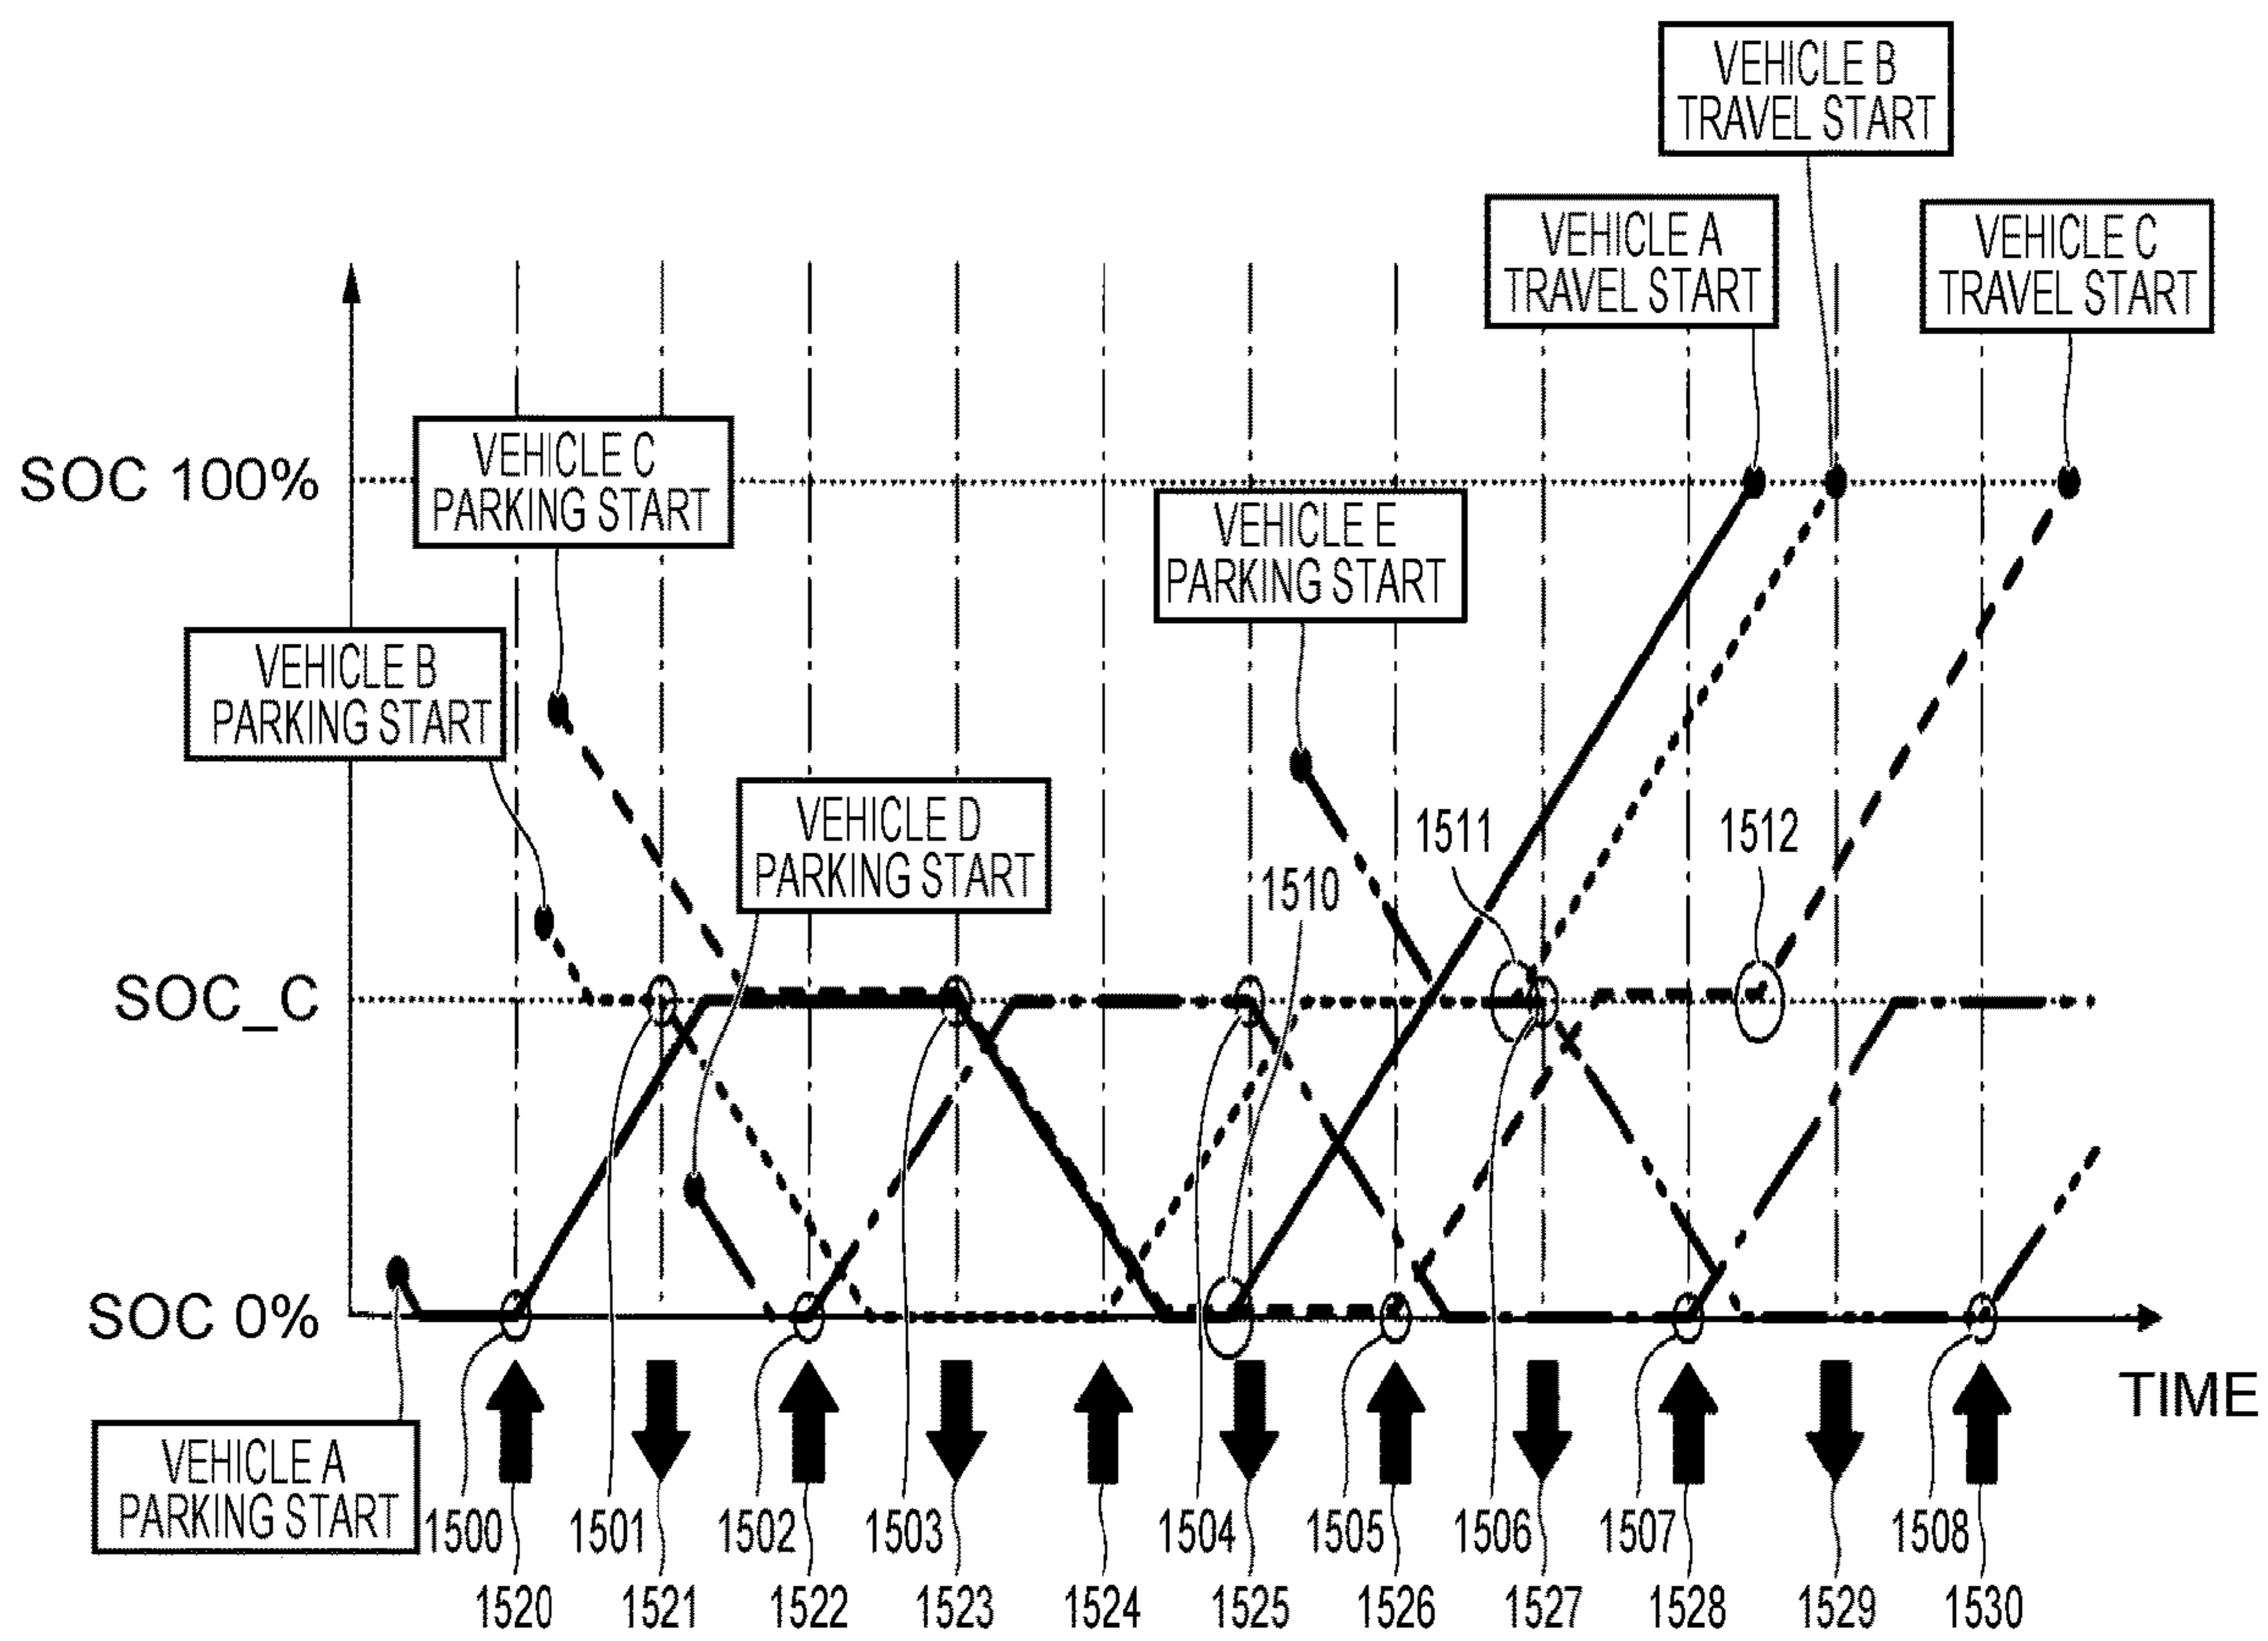 VEHICLE B
TRAVEL START
VEHICLE A
TRAVEL START
VEHICLE C
TRAVEL START
VEHICLE C
PARKING START
SOC 100%
VEHICLE E
PARKING START
VEHICLE B
PARKING START
VEHICLE D
PARKING START
1511
1512
1510
SOC_C
SOC 0%
TIME
VEHICLE A
PARKING START
1500 1501 1502 1503 1504 1505 1506 1507 1508
1520 1521 1522 1523 1524 1525 1526 1527 1528 1529 1530